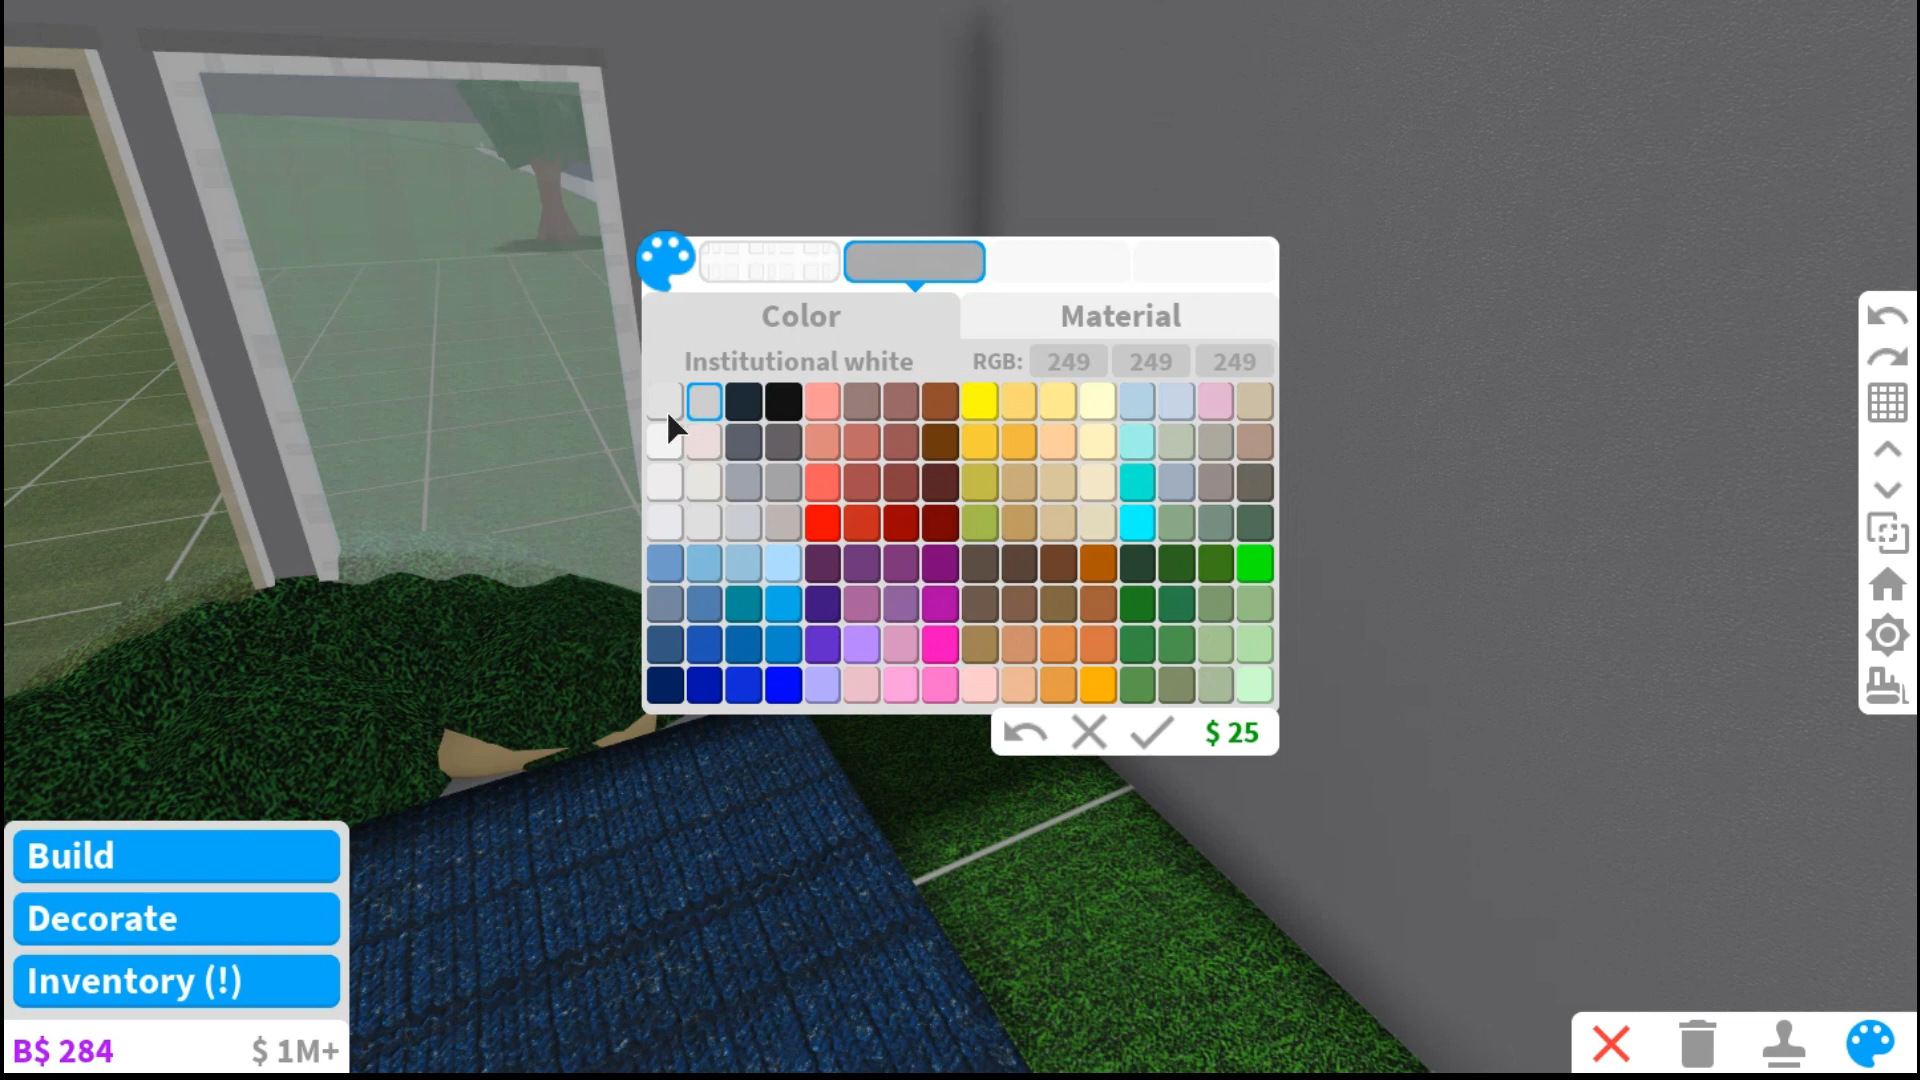 Color
Material
Institutional white
RGB: 249 249 249
$ 25
Build
Decorate
Inventory (!)
B$ 284
$ 1M+